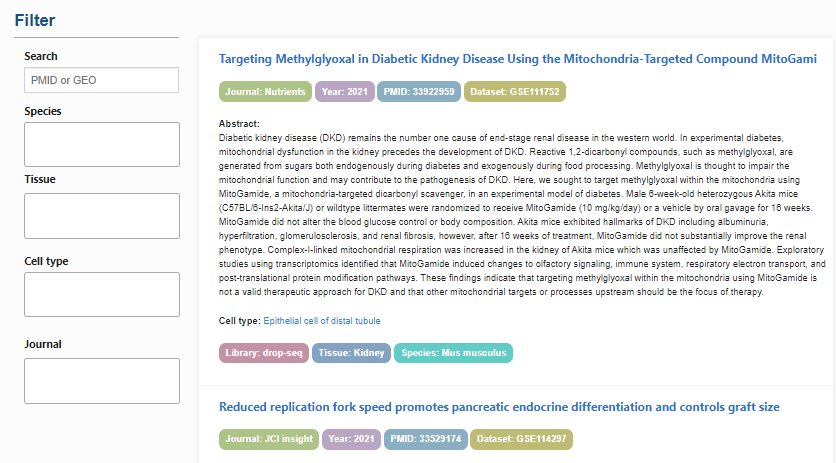 Filter
Search
PMID or GEO
Species
Tissue
Cell type
Journal
Targeting Methylglyoxal in Diabetic Kidney Disease Using the Mitochondria-Targeted Compound MitoGami
Journal: Nutrients Year: 2021 PMID: 33922959 Dataset: GSE111752
Abstract:
Diabetic kidney disease (DKD) remains the number one cause of end-stage renal disease in the western world. In experimental diabetes,
mitochondrial dysfunction in the kidney precedes the development of DKD. Reactive 1,2-dicarbonyl compounds, such as methylglyoxal, are
generated from sugars both endogenously during diabetes and exogenously during food processing. Methylglyoxal is thought to impair the
mitochondrial function and may contribute to the pathogenesis of DKD. Here, we sought to target methylglyoxal within the mitochondria using
MitoGamide, a mitochondria-targeted dicarbonyl scavenger, in an experimental model of diabetes. Male 6-week-old heterozygous Akita mice
(C57BL/6-Ins2-Akita/J) or wildtype littermates were randomized to receive MitoGamide (10 mg/kg/day) or a vehicle by oral gavage for 16 weeks.
MitoGamide did not alter the blood glucose control or body composition. Akita mice exhibited hallmarks of DKD including albuminuria,
hyperfiltration, glomerulosclerosis, and renal fibrosis, however, after 16 weeks of treatment, MitoGamide did not substantially improve the renal
phenotype. Complex-I-linked mitochondrial respiration was increased in the kidney of Akita mice which was unaffected by MitoGamide. Exploratory
studies using transcriptomics identified that MitoGamide induced changes to olfactory signaling, immune system, respiratory electron transport, and
post-translational protein modification pathways. These findings indicate that targeting methylglyoxal within the mitochondria using MitoGamide is
not a valid therapeutic approach for DKD and that other mitochondrial targets or processes upstream should be the focus of therapy.
Cell type: Epithelial cell of distal tubule
Library: drop-seq Tissue: Kidney Species: Mus musculus
Reduced replication fork speed promotes pancreatic endocrine differentiation and controls graft size
Journal: JCI insight Year: 2021 PMID: 33529174 Dataset: GSE114297